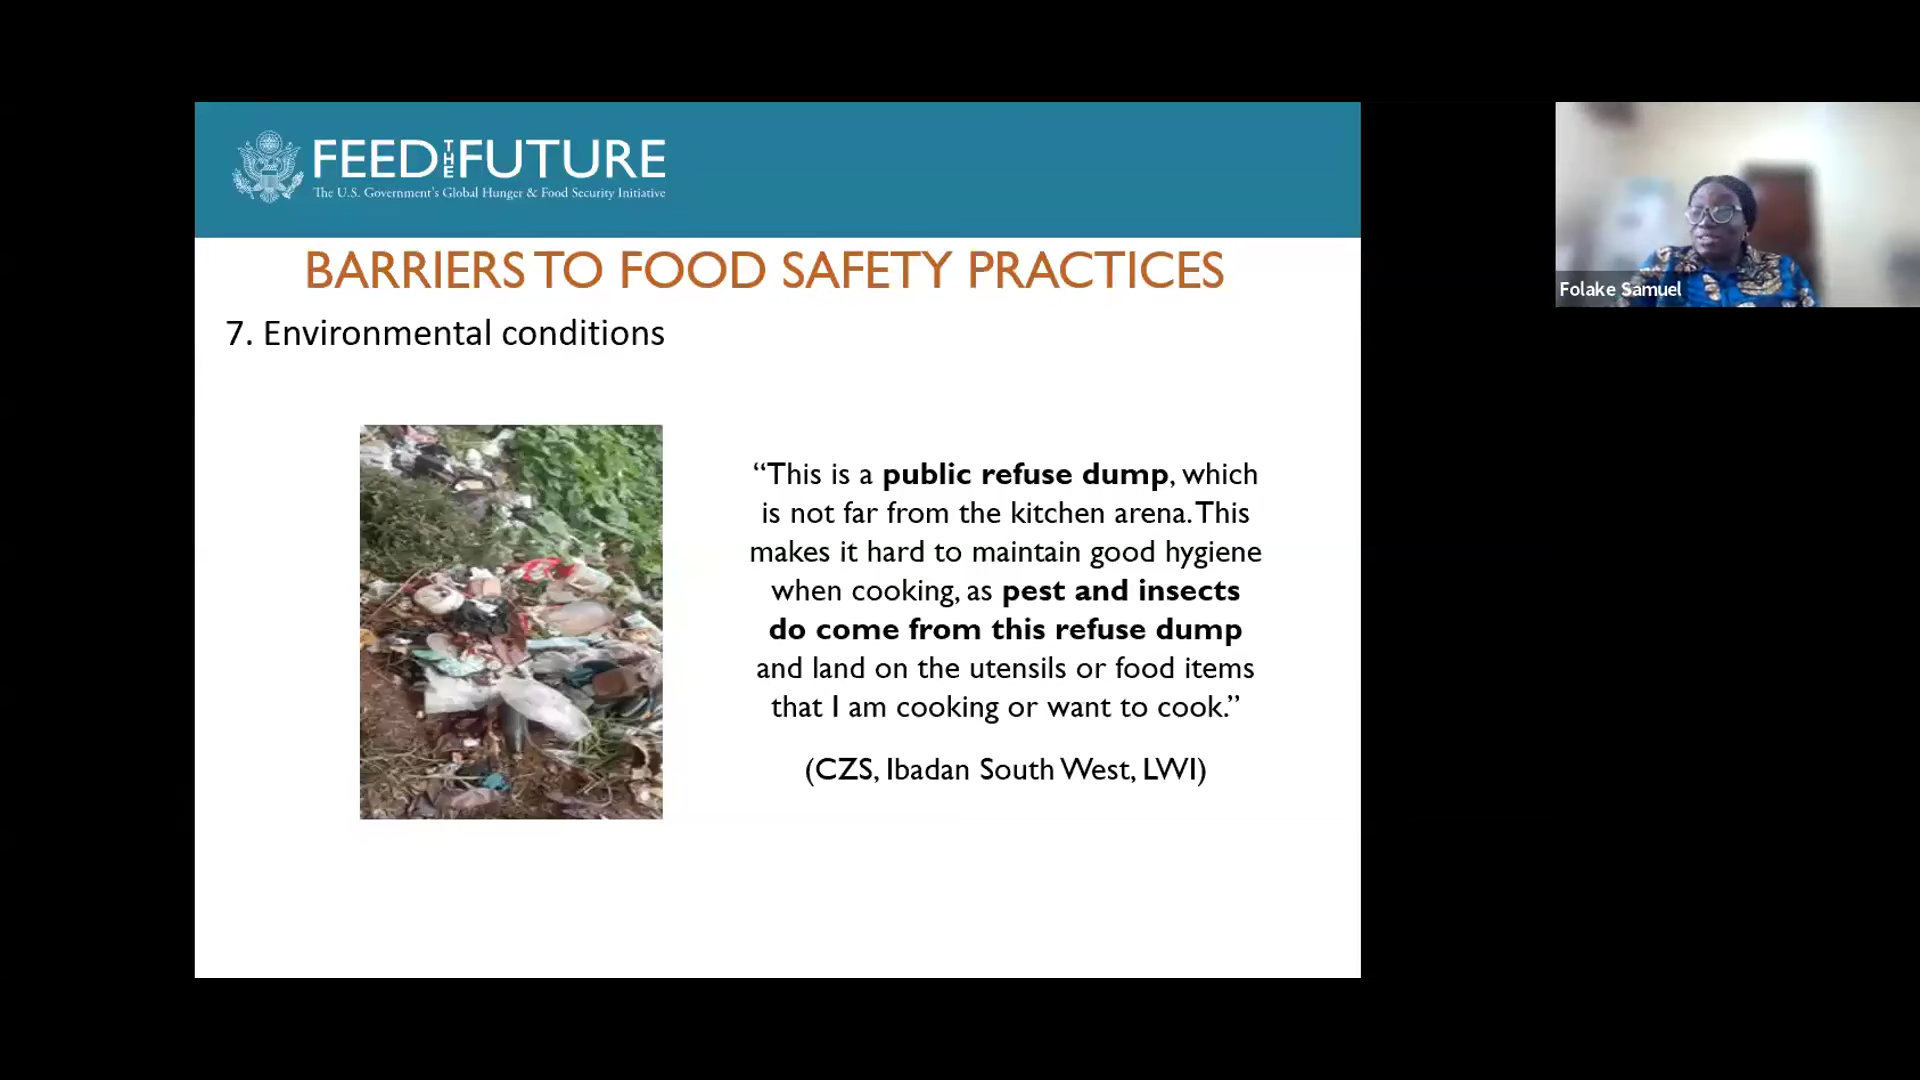 FEED THE FUTURE
The U.S. Government's Global Hunger & Food Security Initiative
BARRIERS TO FOOD SAFETY PRACTICES
7. Environmental conditions
“This is a public refuse dump, which
is not far from the kitchen arena. This
makes it hard to maintain good hygiene
when cooking, as pest and insects
do come from this refuse dump
and land on the utensils or food items
that I am cooking or want to cook.”
(CZS, Ibadan South West, LWI)
Folake Samuel